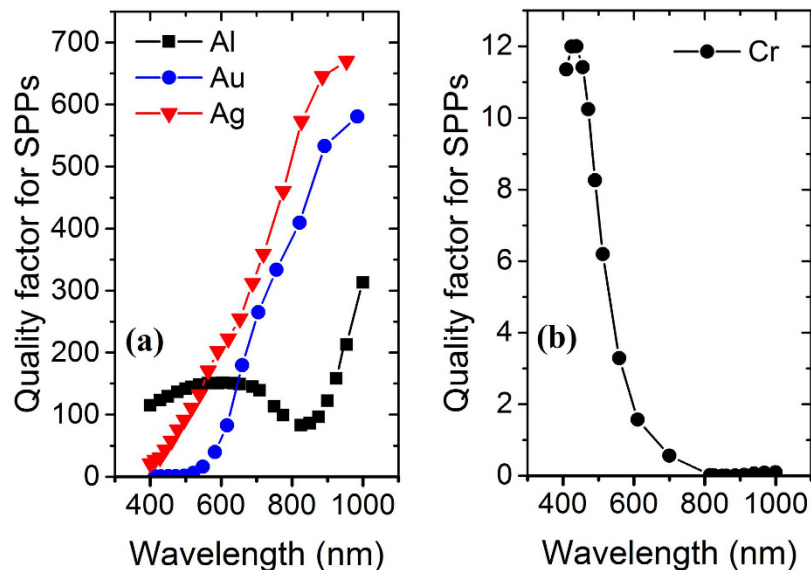 Quality factor for SPPs
700
600
500
400
300
200
100
0
Al
Au
Ag
(a)
400 600 800 1000
Wavelength (nm)
Quality factor for SPPs
12
10
8
6
4
2
0
Cr
(b)
400 600 800 1000
Wavelength (nm)